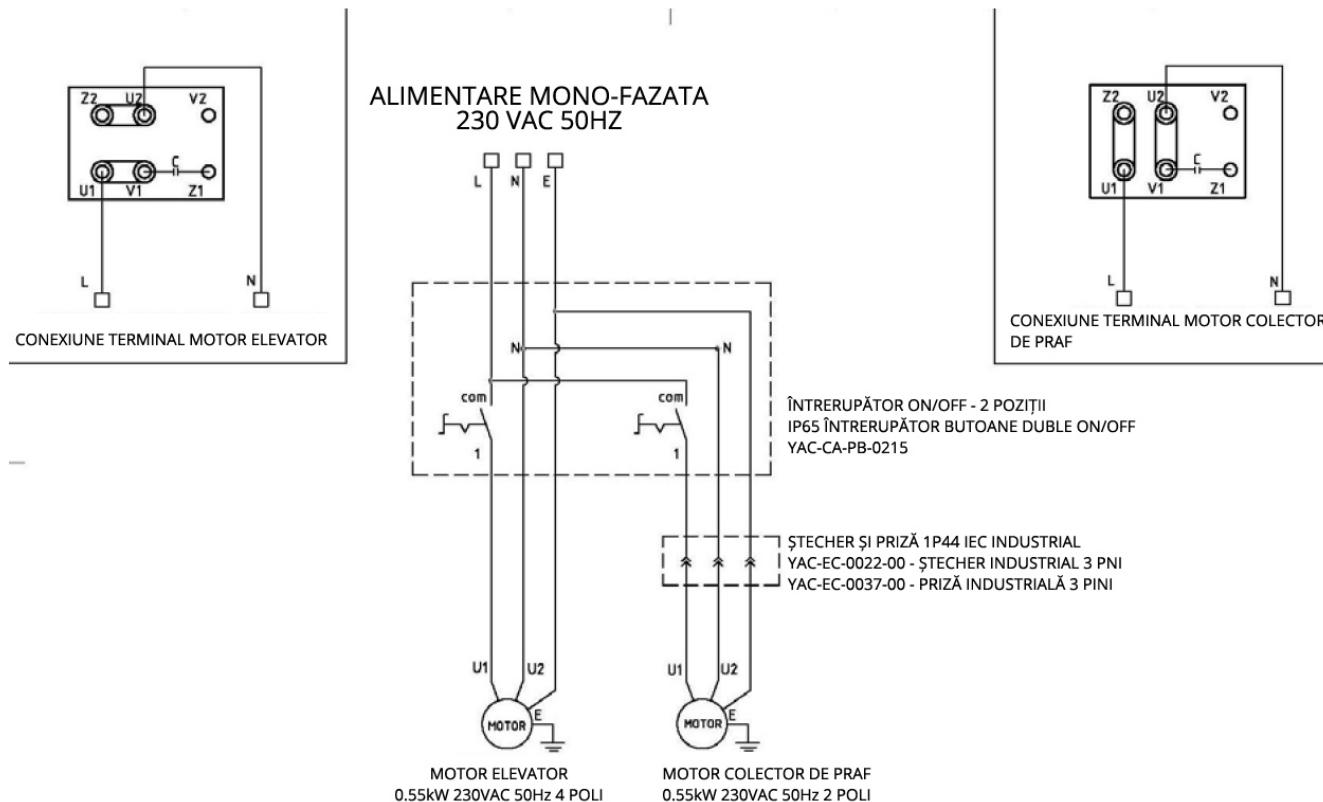 Z2 U2 V2
C
U1 V1 Z1
L N
CONEXIUNE TERMINAL MOTOR ELEVATOR
ALIMENTARE MONO-FAZATA
230 VAC 50HZ
L N E
N N
com com
1 1
Z2 U2 V2
C
U1 V1 Z1
L N
CONEXIUNE TERMINAL MOTOR COLECTOR
DE PRAF
ÎNTRERUPĂTOR ON/OFF - 2 POZIȚII
IP65 ÎNTRERUPĂTOR BUTOANE DUBLE ON/OFF
YAC-CA-PB-0215
ȘTECHER ȘI PRIZĂ 1P44 IEC INDUSTRIAL
YAC-EC-0022-00 - ȘTECHER INDUSTRIAL 3 PNI
YAC-EC-0037-00 - PRIZĂ INDUSTRIALĂ 3 PINI
U1 U2 U1 U2
E E
MOTOR MOTOR
MOTOR ELEVATOR
0.55kW 230VAC 50Hz 4 POLI
MOTOR COLECTOR DE PRAF
0.55kW 230VAC 50Hz 2 POLI